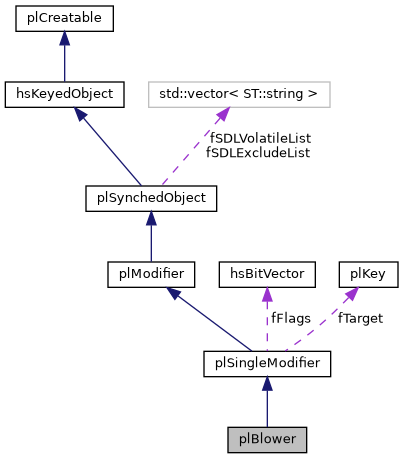 plCreatable
hsKeyedObject
std::vector< ST::string >
fSDLVolatileList
fSDLExcludeList
plSynchedObject
plModifier
hsBitVector
plKey
fFlags
fTarget
plSingleModifier
plBlower